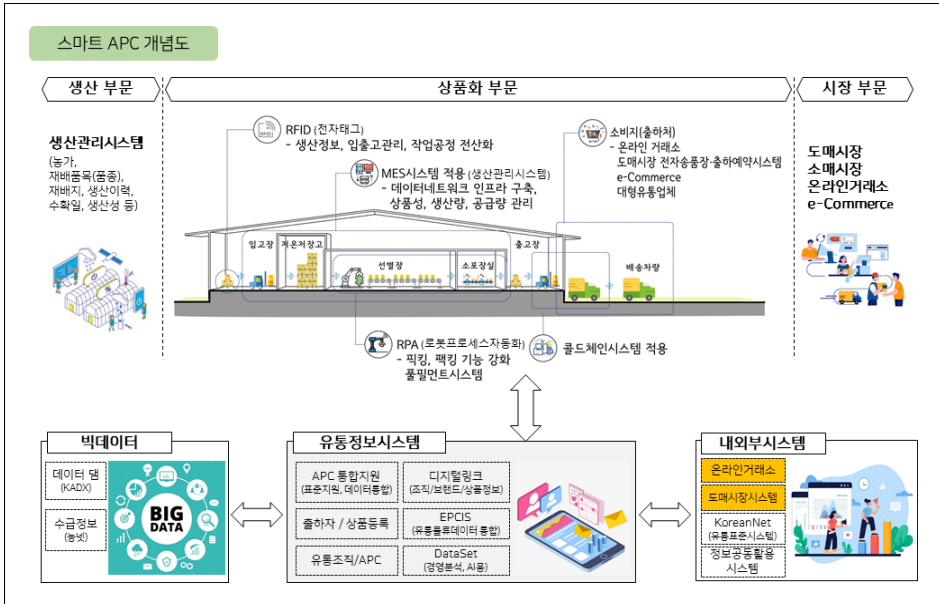 스마트 APC 개념도
생산 부문
상품화 부문
시장 부문
생산관리시스템
(농가,
재배품목(품종),
재배지, 생산이력,
수확일, 생산성 등)
RFID (전자태그)
- 생산정보, 입출고관리, 작업공정 전산화
MES시스템 적용 (생산관리시스템)
- 데이터네트워크 인프라 구축,
상품성, 생산량, 공급량 관리
소비지(출하처)
- 온라인 거래소
도매시장 전자송품장·출하예약시스템
e-Commerce
대형유통업체
도매시장
소매시장
온라인거래소
e-Commerce
입고장
저온저장고
선별장
소포장실
출고장
배송차량
RPA (로봇프로세스자동화)
- 픽킹, 팩킹 기능 강화
풀필먼트시스템
콜드체인시스템 적용
빅데이터
데이터 댐
(KADX)
수급정보
(농넷)
BIG
DATA
유통정보시스템
APC 통합지원
(표준지원, 데이터통합)
디지털링크
(조직/브랜드/상품정보)
출하자 / 상품등록
EPCIS
(유통물류데이터 통합)
유통조직/APC
DataSet
(경영분석, AI용)
내외부시스템
온라인거래소
도매시장시스템
KoreanNet
(유통표준시스템)
정보공동활용
시스템